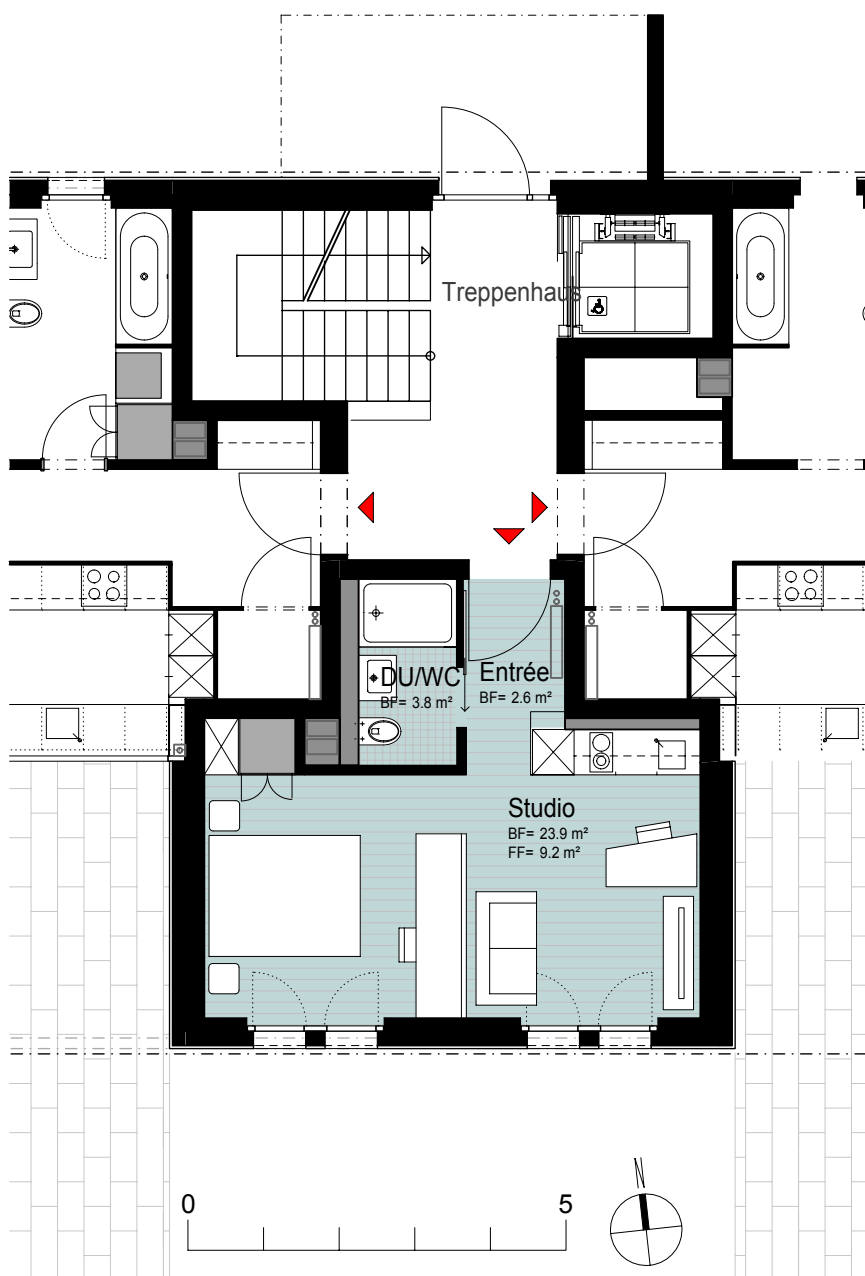 Treppenhaus
DU/WC
BF= 3.8 m²
Entrée
BF= 2.6 m²
Studio
BF= 23.9 m²
FF= 9.2 m²
0
5
N